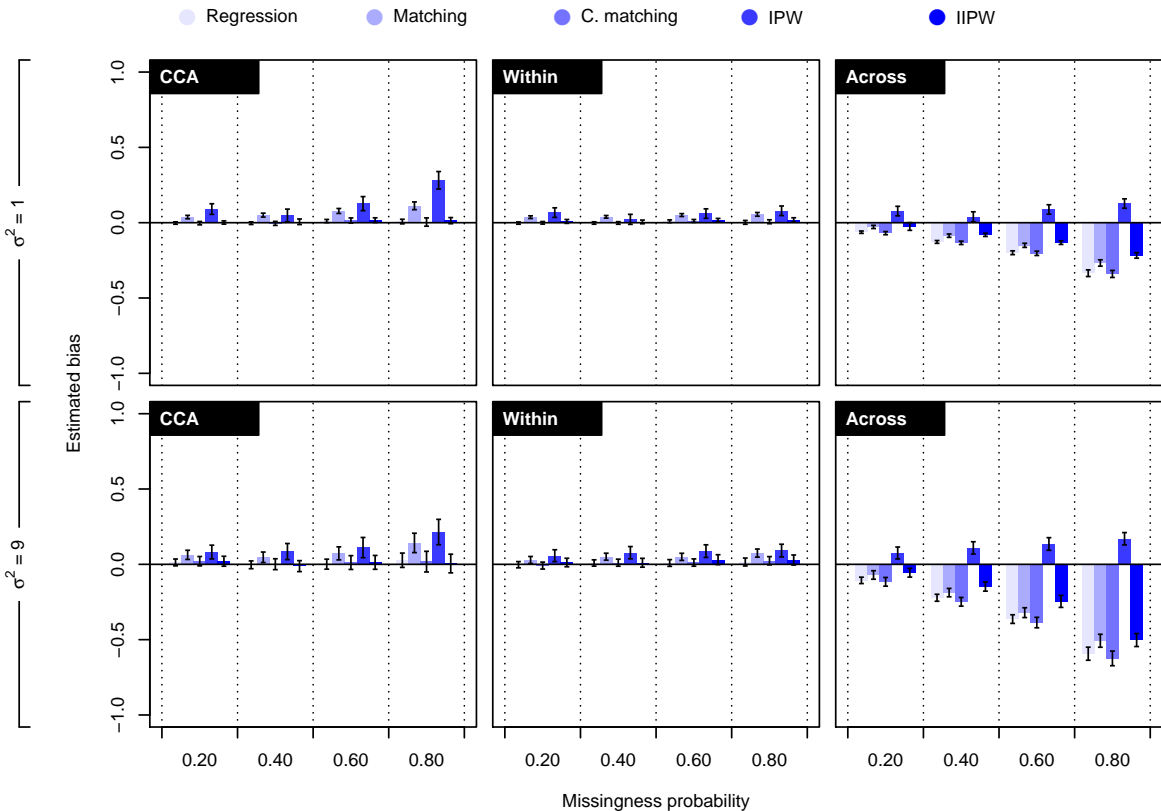 Regression Matching C. matching IPW IIPW
CCA Within Across
1.0
0.5
0.0
−0.5
−1.0
σ² = 1
Estimated bias
CCA Within Across
1.0
0.5
0.0
−0.5
−1.0
σ² = 9
0.20 0.40 0.60 0.80 0.20 0.40 0.60 0.80 0.20 0.40 0.60 0.80
Missingness probability